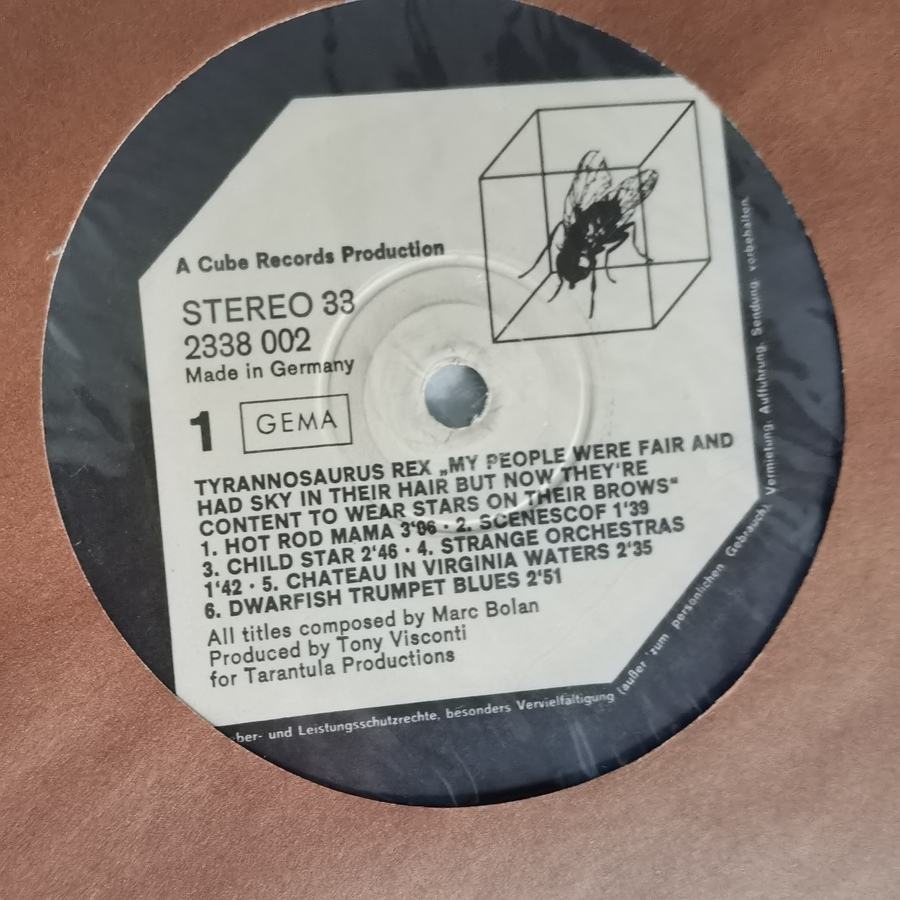 A Cube Records Production
STEREO 33
2338 002
Made in Germany
1 GEMA
TYRANNOSAURUS REX „MY PEOPLE WERE FAIR AND
HAD SKY IN THEIR HAIR BUT NOW THEY'RE
CONTENT TO WEAR STARS ON THEIR BROWS“
1. HOT ROD MAMA 3'06 · 2. SCENESCOF 1'39
3. CHILD STAR 2'46 · 4. STRANGE ORCHESTRAS
1'42 · 5. CHATEAU IN VIRGINIA WATERS 2'35
6. DWARFISH TRUMPET BLUES 2'51
All titles composed by Marc Bolan
Produced by Tony Visconti
for Tarantula Productions
ber- und Leistungsschutzrechte, besonders Vervielfältigung (außer zum persönlichen Gebrauch), Vermietung, Aufführung, Sendung vorbehalten.